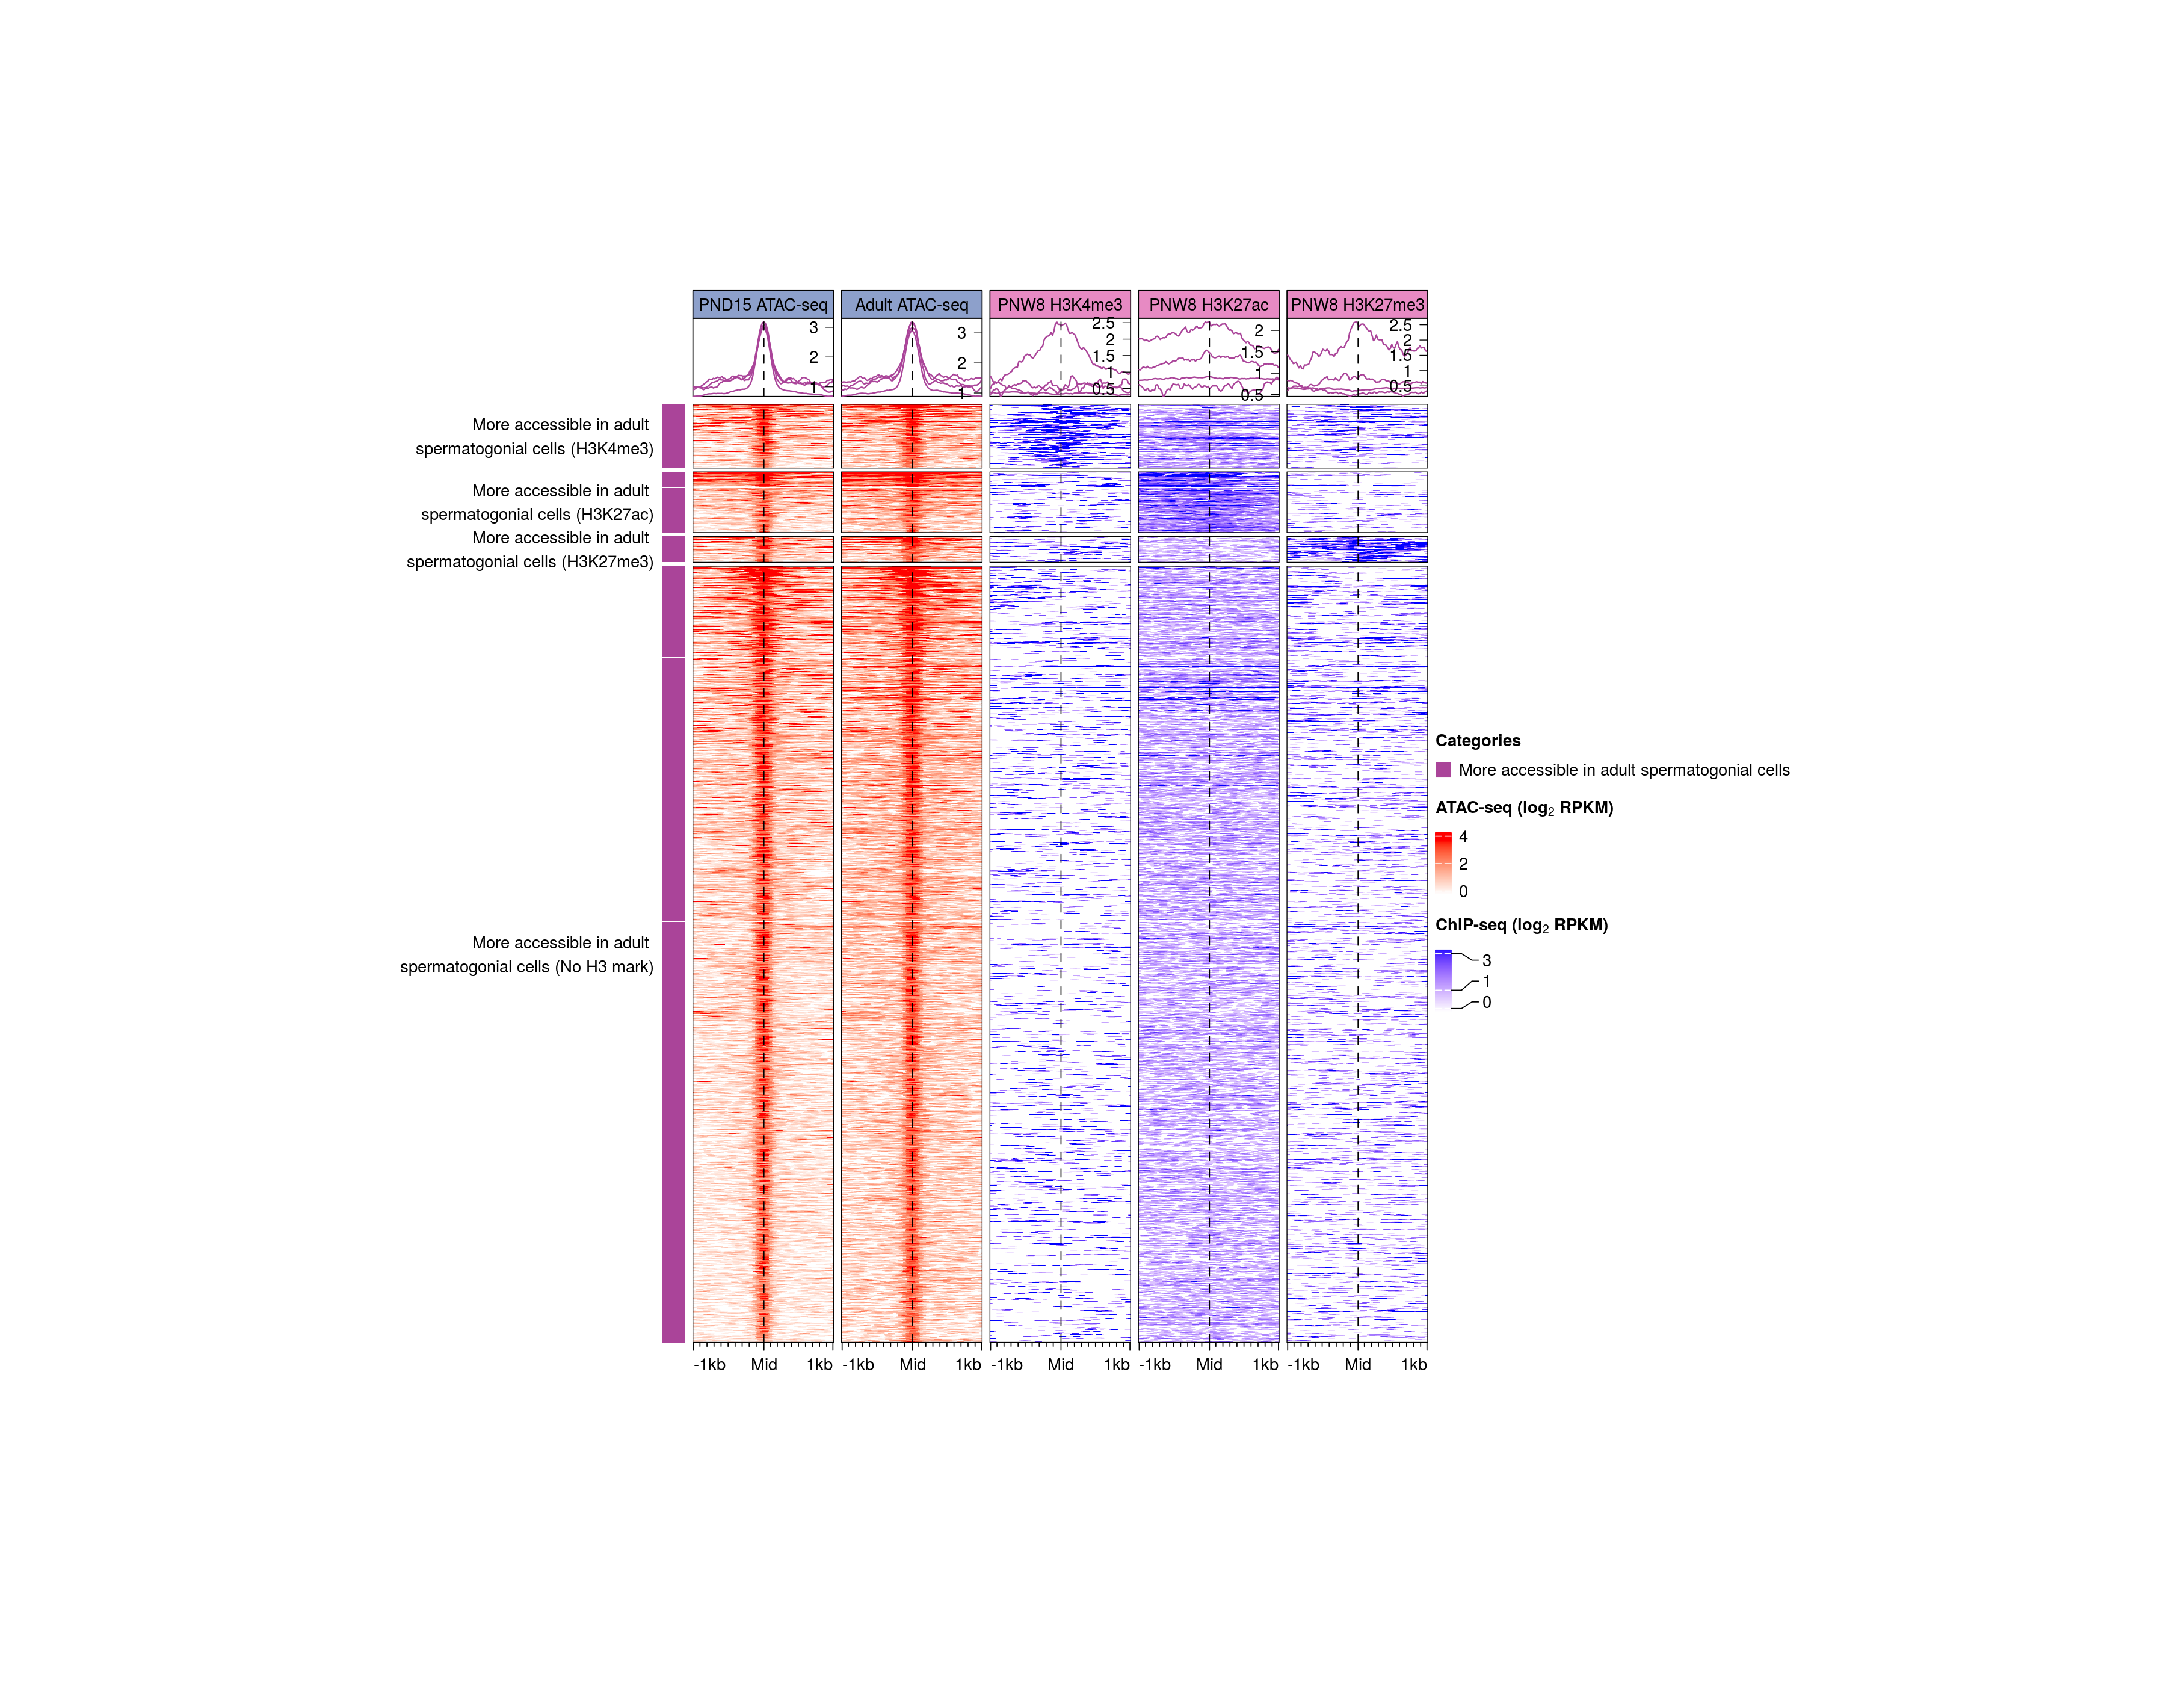 PND15 ATAC-seq
Adult ATAC-seq
PNW8 H3K4me3
PNW8 H3K27ac
PNW8 H3K27me3
3
2
1
3
2
1
2.5
2
1.5
1
0.5
2
1.5
1
0.5
2.5
2
1.5
1
0.5
More accessible in adult
spermatogonial cells (H3K4me3)
More accessible in adult
spermatogonial cells (H3K27ac)
More accessible in adult
spermatogonial cells (H3K27me3)
More accessible in adult
spermatogonial cells (No H3 mark)
-1kb Mid 1kb
-1kb Mid 1kb
-1kb Mid 1kb
-1kb Mid 1kb
-1kb Mid 1kb
Categories
More accessible in adult spermatogonial cells
ATAC-seq (log₂ RPKM)
4
2
0
ChIP-seq (log₂ RPKM)
3
1
0